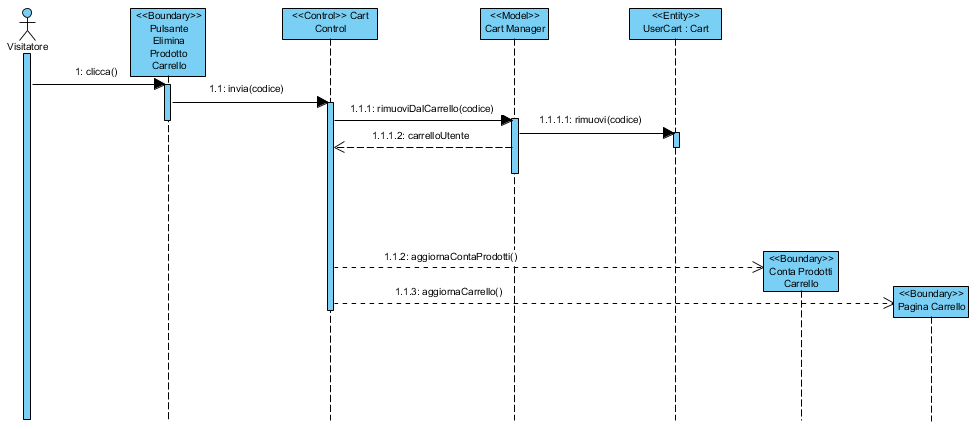 Visitatore
<<Boundary>>
Pulsante
Elimina
Prodotto
Carrello
<<Control>> Cart
Control
<<Model>>
Cart Manager
<<Entity>>
UserCart : Cart
1: clicca()
1.1: invia(codice)
1.1.1: rimuoviDalCarrello(codice)
1.1.1.1: rimuovi(codice)
1.1.1.2: carrelloUtente
1.1.2: aggiornaContaProdotti()
<<Boundary>>
Conta Prodotti
Carrello
1.1.3: aggiornaCarrello()
<<Boundary>>
Pagina Carrello